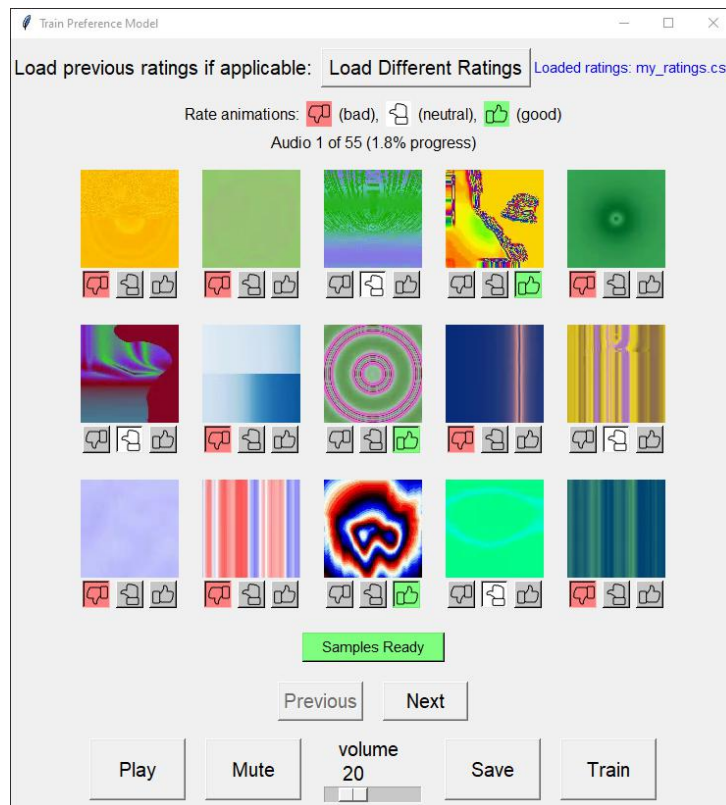 Train Preference Model
Load previous ratings if applicable: Load Different Ratings Loaded ratings: my_ratings.cs
Rate animations: (bad), (neutral), (good)
Audio 1 of 55 (1.8% progress)
Samples Ready
Previous Next
volume
20
Play Mute Save Train